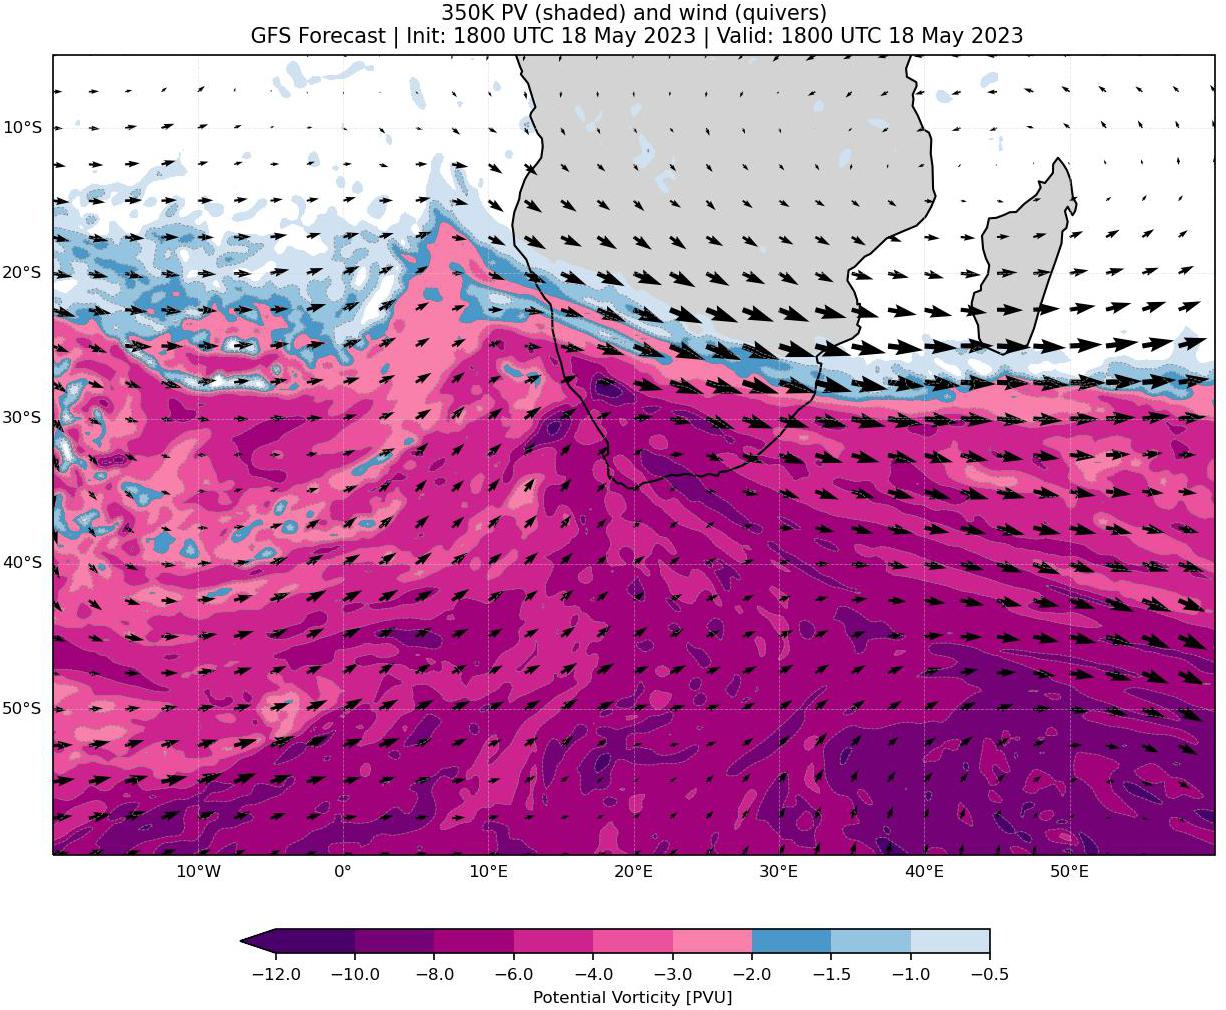 350K PV (shaded) and wind (quivers)
GFS Forecast | Init: 1800 UTC 18 May 2023 | Valid: 1800 UTC 18 May 2023
10°S
20°S
30°S
40°S
50°S
10°W 0° 10°E 20°E 30°E 40°E 50°E
−12.0 −10.0 −8.0 −6.0 −4.0 −3.0 −2.0 −1.5 −1.0 −0.5
Potential Vorticity [PVU]